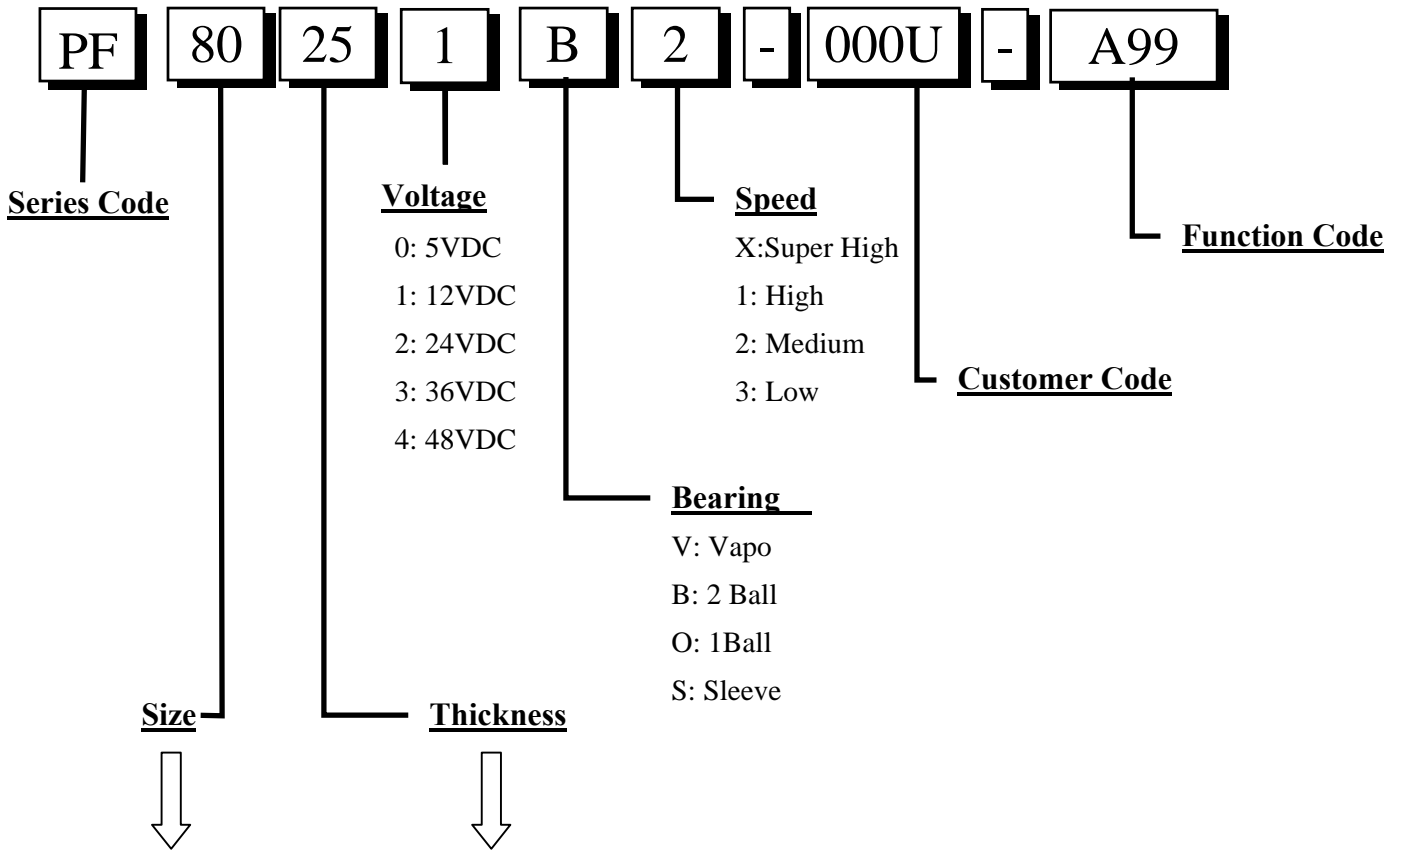 PF 80 25 1 B 2 - 000U - A99
Series Code
Voltage
0: 5VDC
1: 12VDC
2: 24VDC
3: 36VDC
4: 48VDC
Speed
X:Super High
1: High
2: Medium
3: Low
Function Code
Customer Code
Bearing
V: Vapo
B: 2 Ball
O: 1Ball
S: Sleeve
Size
Thickness